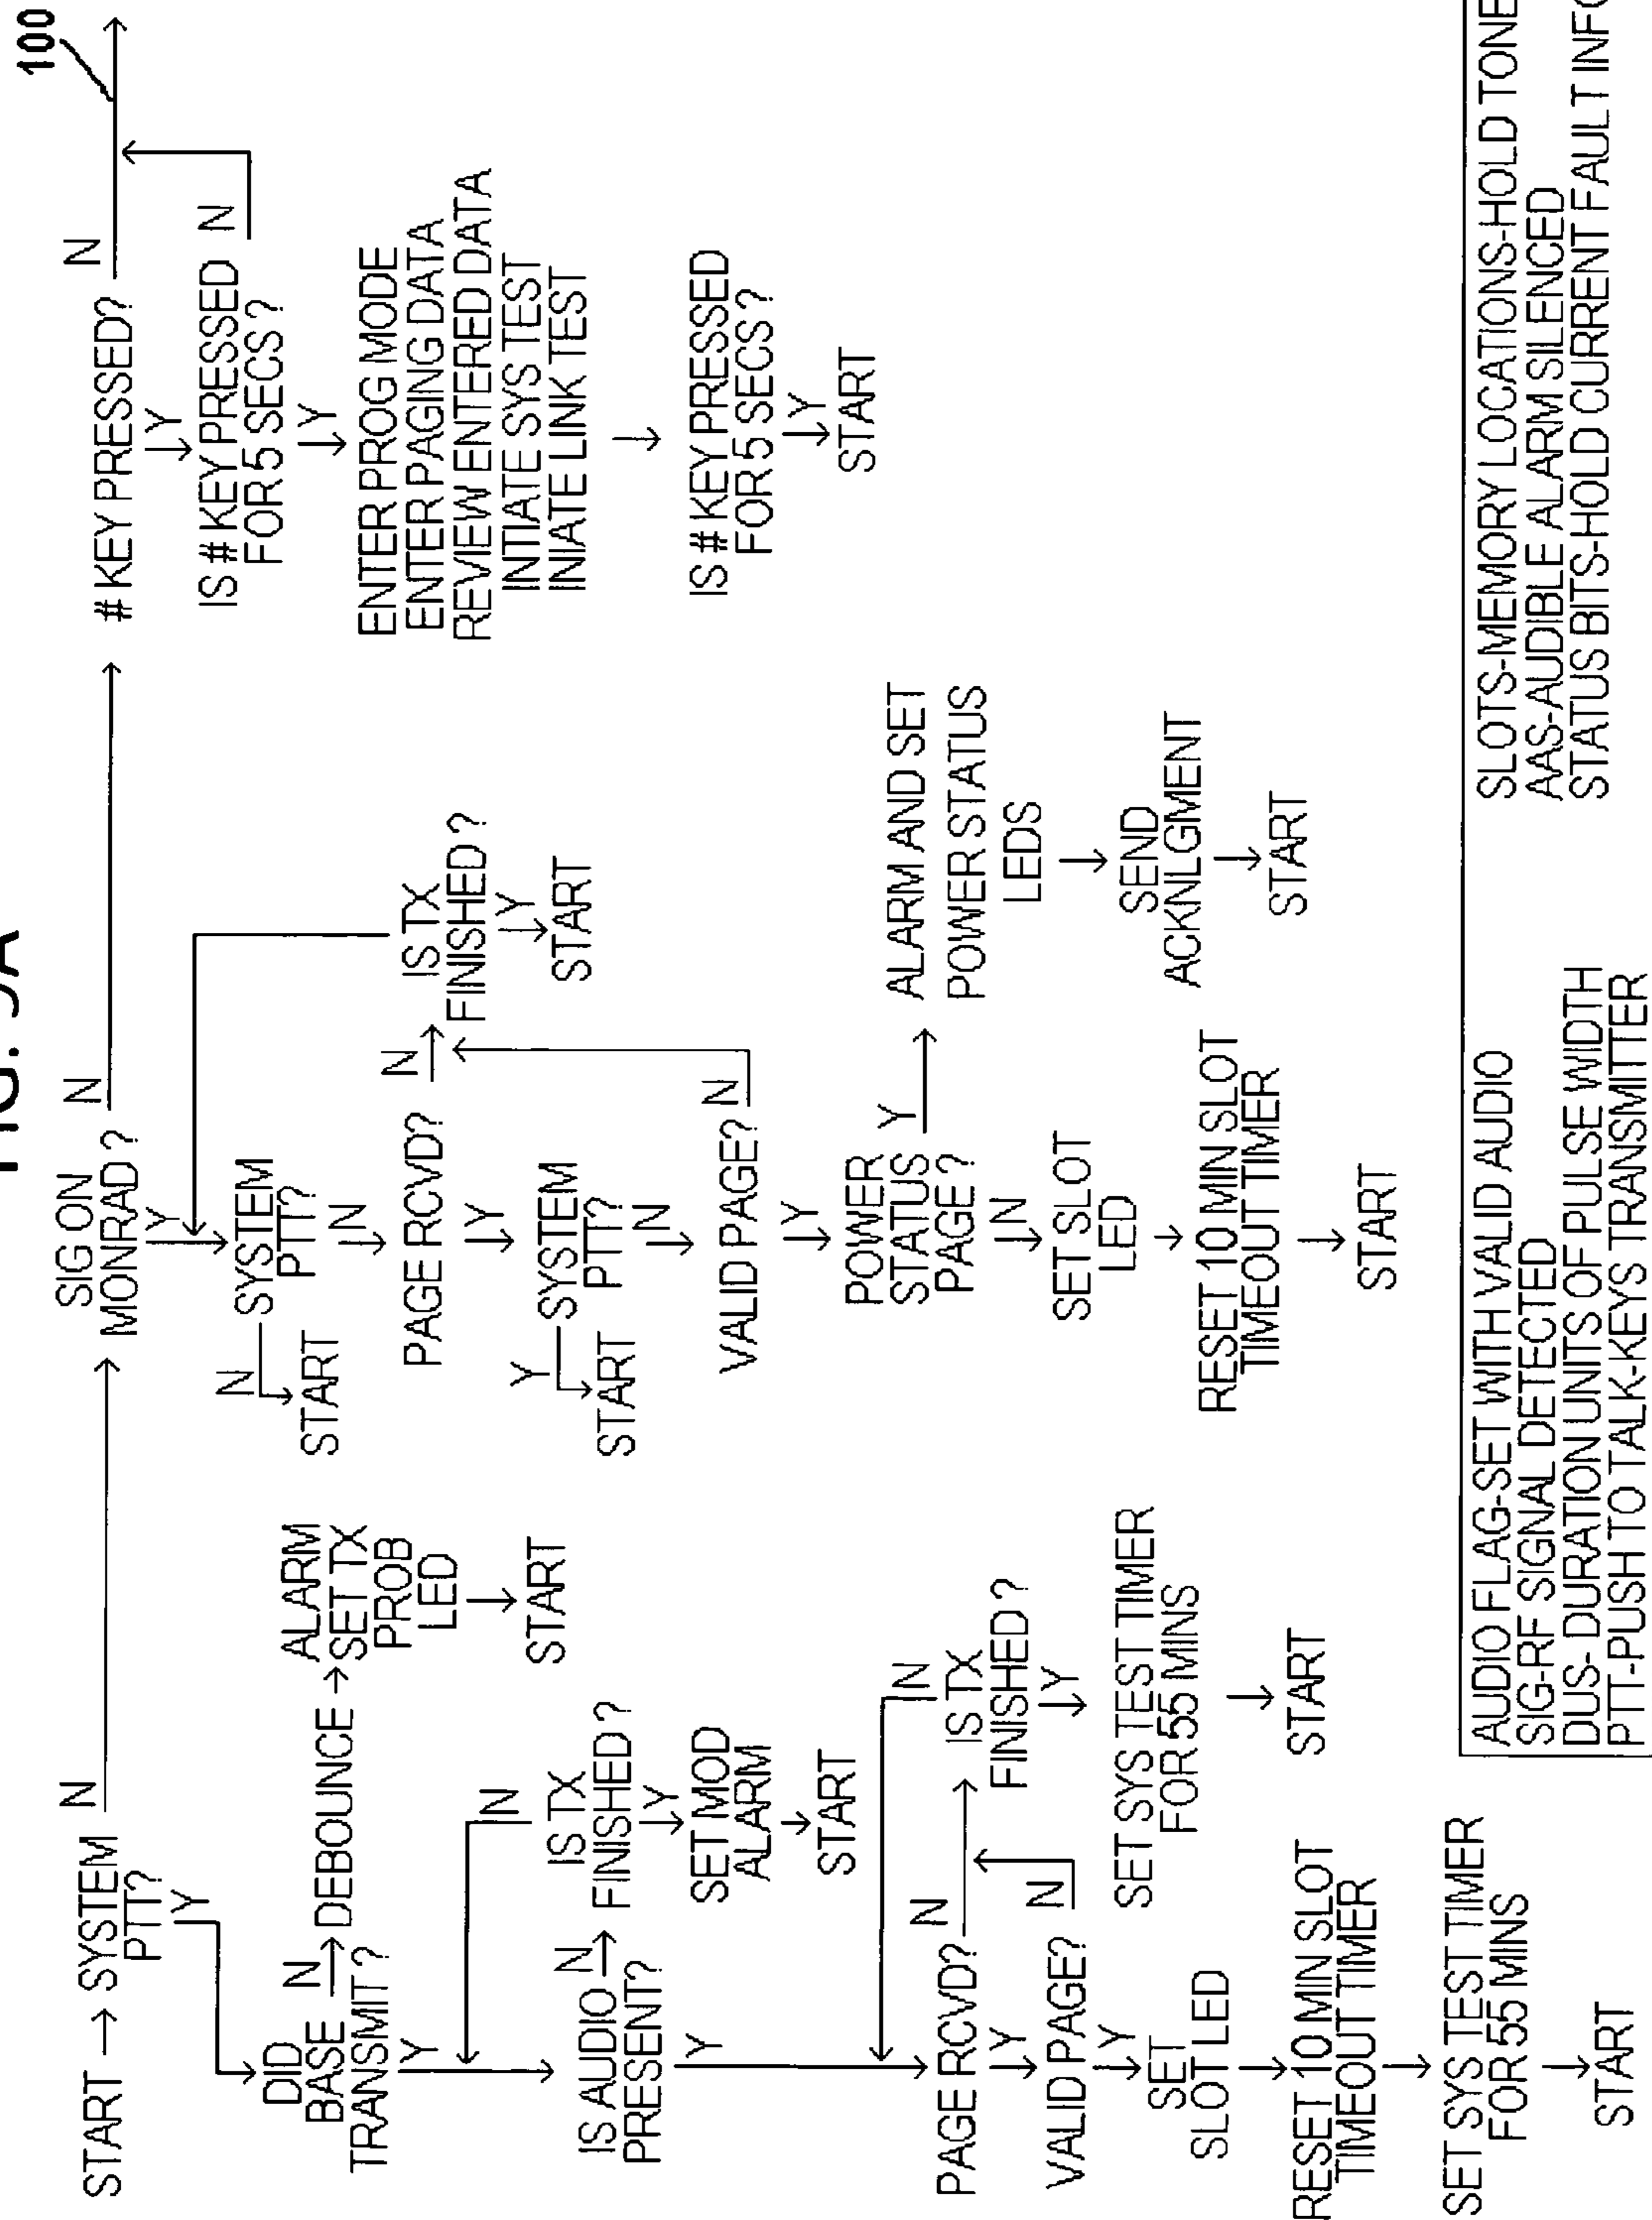 100
START
SYSTEM
PTT?
N
Y
DID
BASE
TRANSMIT?
N
DEBOUNCE
ALARM
SET TX
PROB
LED
START
Y
IS AUDIO
PRESENT?
N
IS TX
FINISHED?
N
Y
SET MOD
ALARM
START
Y
PAGE RCVD?
N
IS TX
FINISHED?
N
Y
SET SYS TEST TIMER
FOR 55 MINS
START
Y
VALID PAGE?
N
Y
SET
SLOT LED
RESET 10 MIN SLOT
TIMEOUT TIMER
SET SYS TEST TIMER
FOR 55 MINS
START
SIG ON
MONRAD?
N
Y
SYSTEM
PTT?
N
START
N
PAGE RCVD?
N
IS TX
FINISHED?
Y
START
Y
SYSTEM
PTT?
Y
START
N
VALID PAGE?
N
Y
POWER
STATUS
PAGE?
Y
ALARM AND SET
POWER STATUS
LEDS
SEND
ACKNLGMENT
START
N
SET SLOT
LED
RESET 10 MIN SLOT
TIMEOUT TIMER
START
# KEY PRESSED?
N
Y
IS # KEY PRESSED
FOR 5 SECS?
N
Y
ENTER PROG MODE
ENTER PAGING DATA
REVIEW ENTERED DATA
INTIATE SYS TEST
INIATE LINK TEST
IS # KEY PRESSED
FOR 5 SECS?
Y
START
AUDIO FLAG-SET WITH VALID AUDIO
SIG-RF SIGNAL DETECTED
DUS- DURATION UNITS OF PULSE WIDTH
PTT-PUSH TO TALK-KEYS TRANSMITTER
SLOTS-MEMORY LOCATIONS-HOLD TONE
AAS-AUDIBLE ALARM SILENCED
STATUS BITS-HOLD CURRENT FAULT INFO